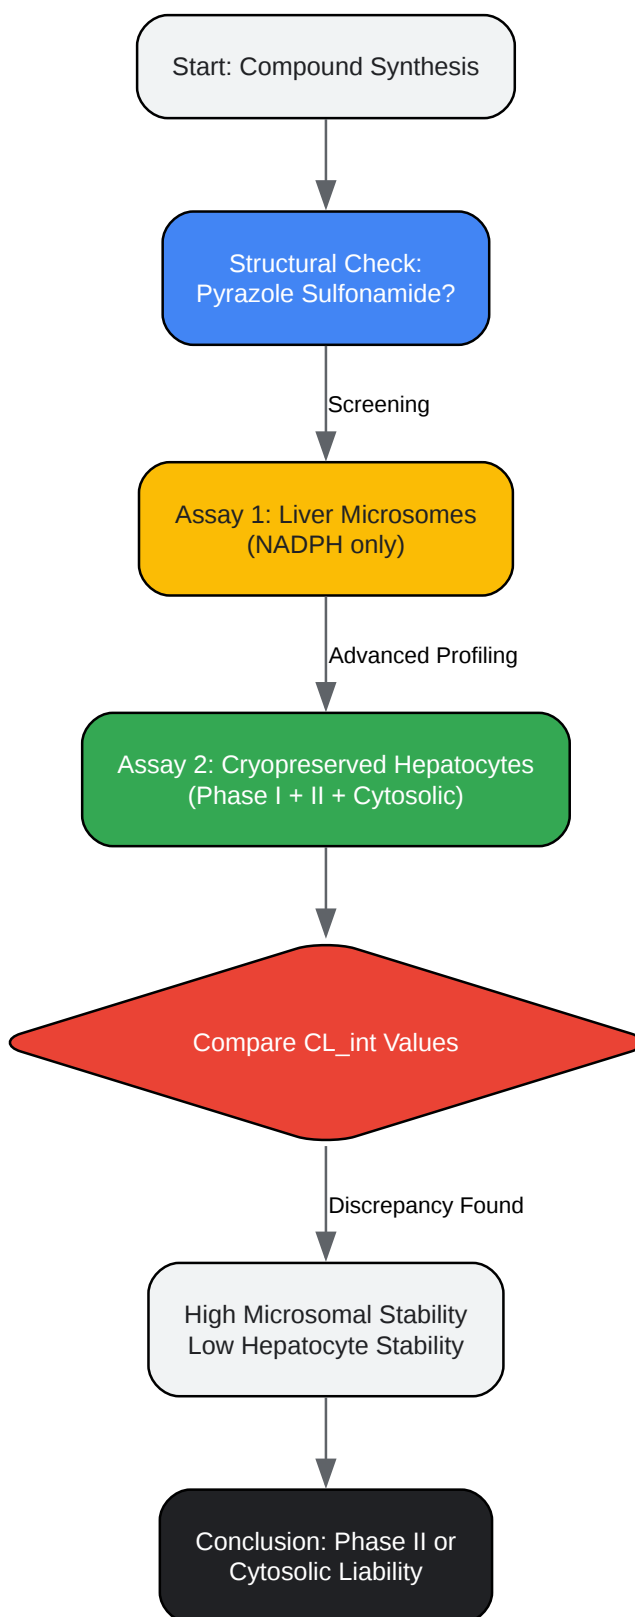 Start: Compound Synthesis
Structural Check:
Pyrazole Sulfonamide?
Screening
Assay 1: Liver Microsomes
(NADPH only)
Advanced Profiling
Assay 2: Cryopreserved Hepatocytes
(Phase I + II + Cytosolic)
Compare CL_int Values
Discrepancy Found
High Microsomal Stability
Low Hepatocyte Stability
Conclusion: Phase II or
Cytosolic Liability